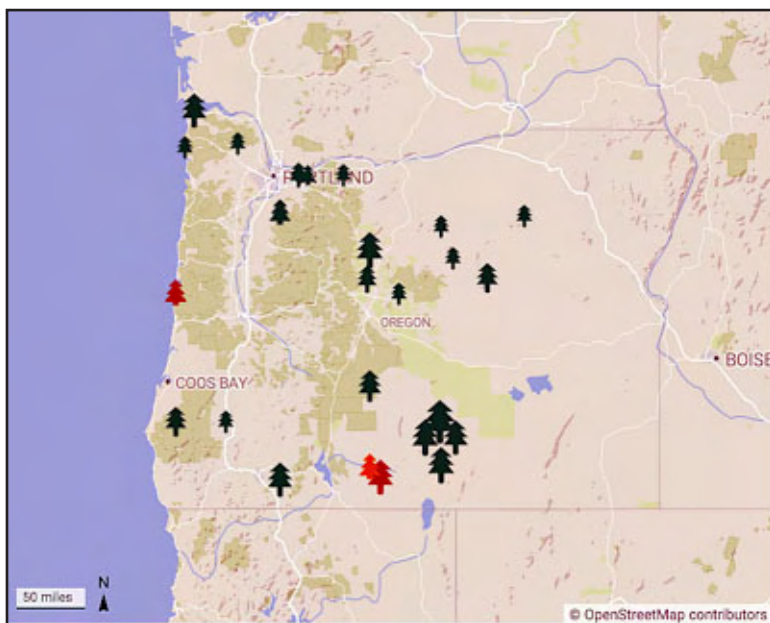 PORTLAND
OREGON
BOISE
COOS BAY
50 miles
N
© OpenStreetMap contributors